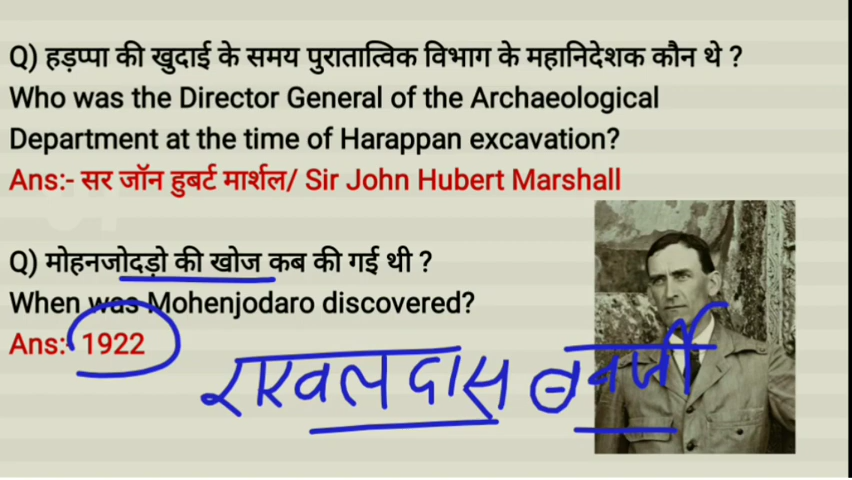 Q) हड़प्पा की खुदाई के समय पुरातात्विक विभाग के महानिदेशक कौन थे ?
Who was the Director General of the Archaeological
Department at the time of Harappan excavation?
Ans:- सर जॉन हुबर्ट मार्शल/ Sir John Hubert Marshall
Q) मोहनजोदड़ो की खोज कब की गई थी ?
When was Mohenjodaro discovered?
Ans:- 1922
राखलदास बनर्जी